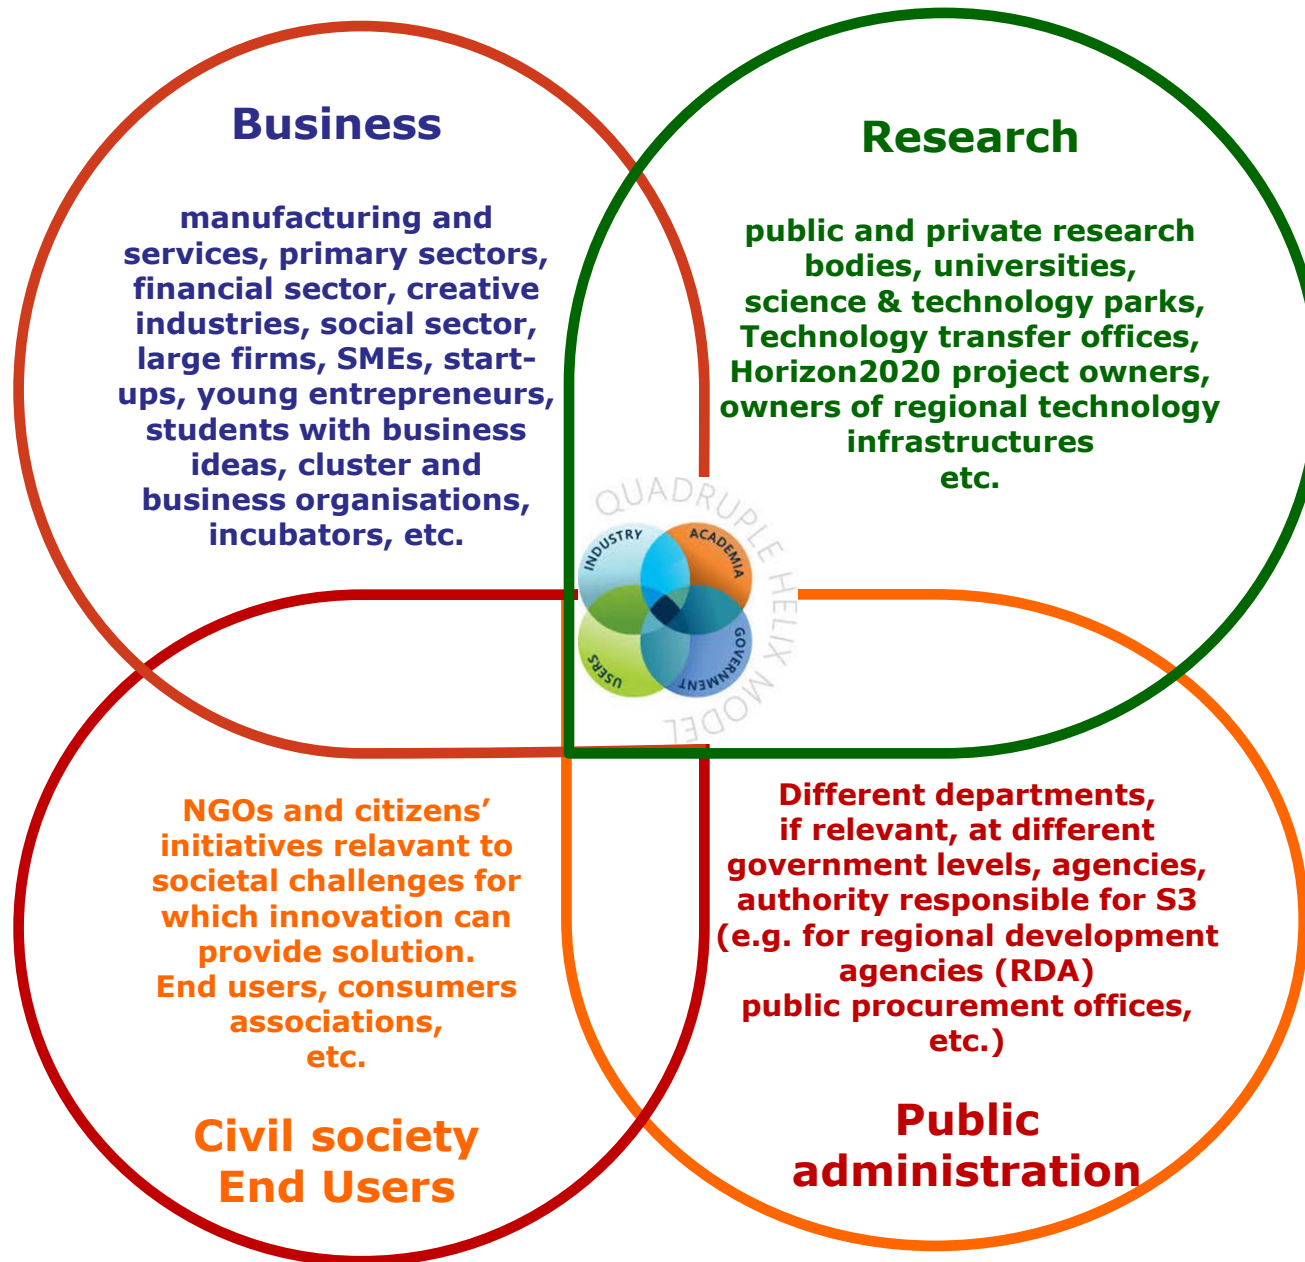 Business
manufacturing and
services, primary sectors,
financial sector, creative
industries, social sector,
large firms, SMEs, start-
ups, young entrepreneurs,
students with business
ideas, cluster and
business organisations,
incubators, etc.
Research
public and private research
bodies, universities,
science & technology parks,
Technology transfer offices,
Horizon2020 project owners,
owners of regional technology
infrastructures
etc.
QUADRUPLE HELIX MODEL
INDUSTRY
ACADEMIA
USERS
GOVERNMENT
NGOs and citizens’
initiatives relavant to
societal challenges for
which innovation can
provide solution.
End users, consumers
associations,
etc.
Civil society
End Users
Different departments,
if relevant, at different
government levels, agencies,
authority responsible for S3
(e.g. for regional development
agencies (RDA)
public procurement offices,
etc.)
Public
administration